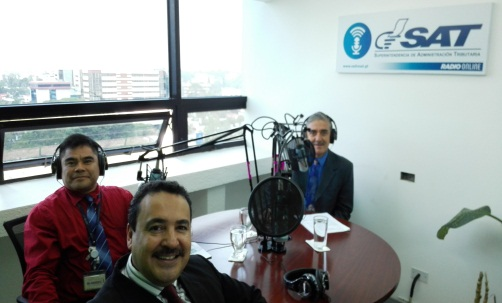 SAT
SUPERINTENDENCIA DE ADMINISTRACIÓN TRIBUTARIA
RADIO ONLINE